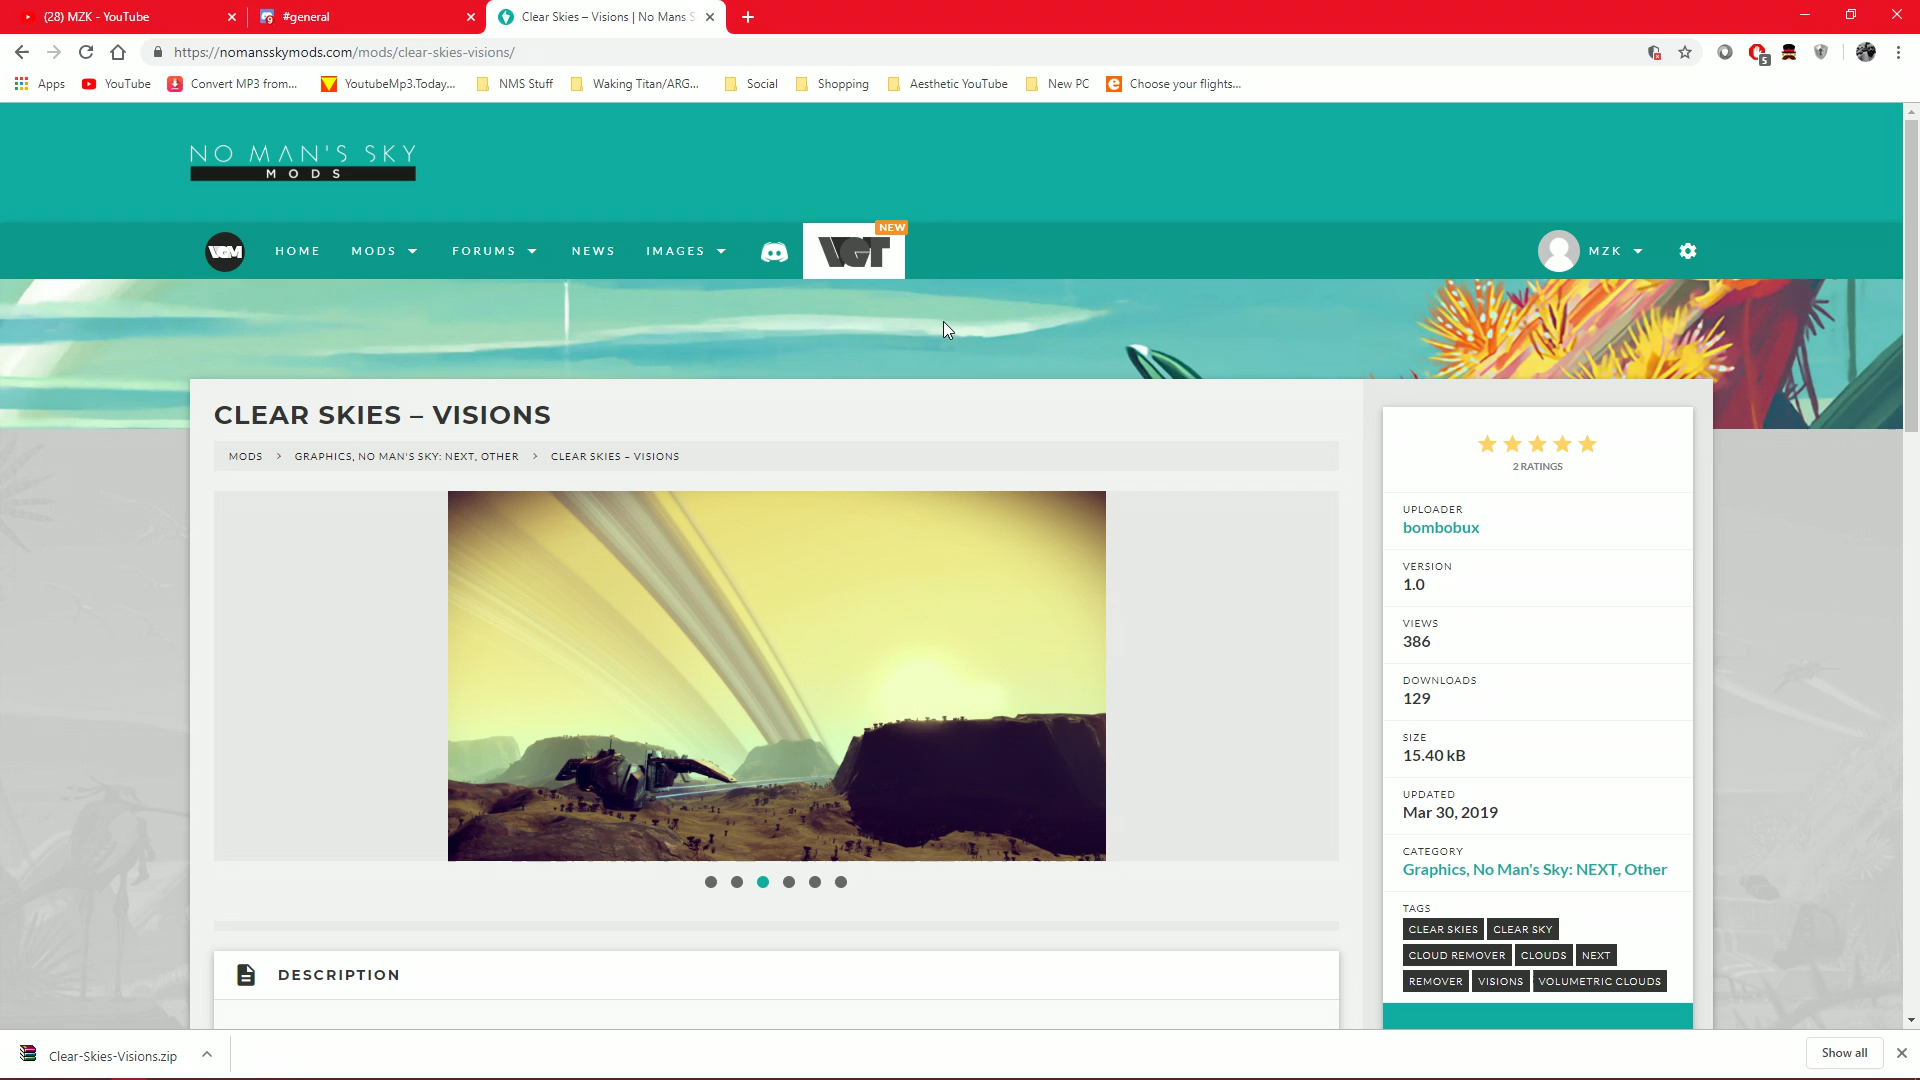 (28) MZK - YouTube
#general
Clear Skies – Visions | No Mans S
https://nomansskymods.com/mods/clear-skies-visions/
5
Apps
YouTube
Convert MP3 from...
YoutubeMp3.Today...
NMS Stuff
Waking Titan/ARG...
Social
Shopping
Aesthetic YouTube
New PC
Choose your flights...
NO MAN'S SKY
MODS
VGM
HOME
MODS
FORUMS
NEWS
IMAGES
VGT
NEW
MZK
CLEAR SKIES – VISIONS
MODS > GRAPHICS, NO MAN'S SKY: NEXT, OTHER > CLEAR SKIES – VISIONS
2 RATINGS
UPLOADER
bombobux
VERSION
1.0
VIEWS
386
DOWNLOADS
129
SIZE
15.40 kB
UPDATED
Mar 30, 2019
CATEGORY
Graphics, No Man's Sky: NEXT, Other
TAGS
CLEAR SKIES CLEAR SKY
CLOUD REMOVER CLOUDS NEXT
REMOVER VISIONS VOLUMETRIC CLOUDS
DESCRIPTION
Clear-Skies-Visions.zip
Show all